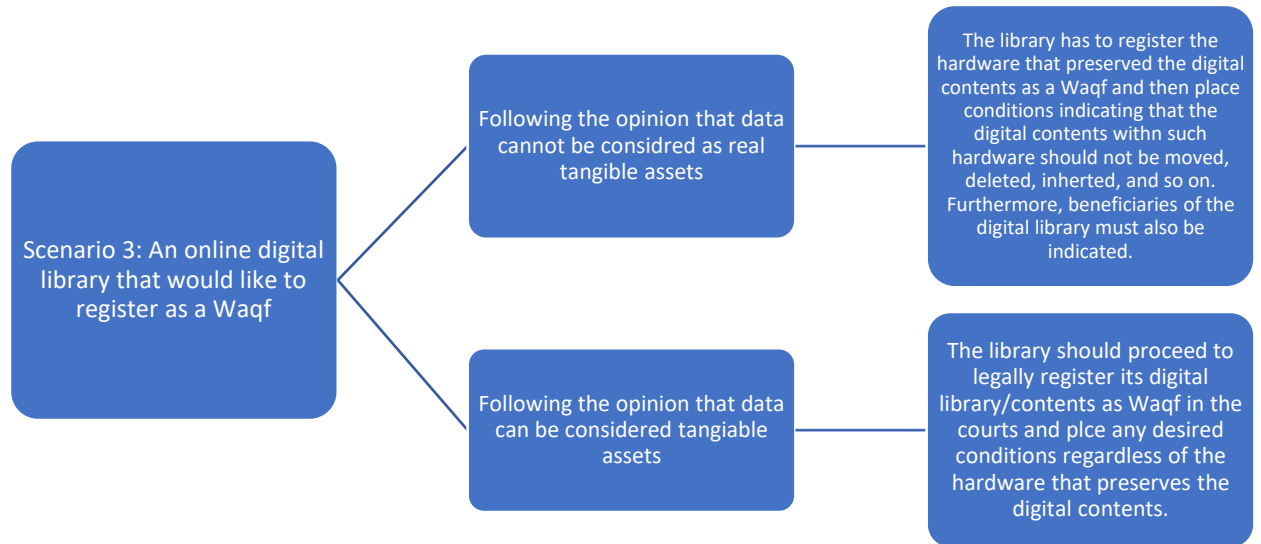 Scenario 3: An online digital
library that would like to
register as a Waqf
Following the opinion that data
cannot be considred as real
tangible assets
The library has to register the
hardware that preserved the digital
contents as a Waqf and then place
conditions indicating that the
digital contents withn such
hardware should not be moved,
deleted, inherted, and so on.
Furthermore, beneficiaries of the
digital library must also be
indicated.
Following the opinion that data
can be considered tangiable
assets
The library should proceed to
legally register its digital
library/contents as Waqf in the
courts and plce any desired
conditions regardless of the
hardware that preserves the
digital contents.